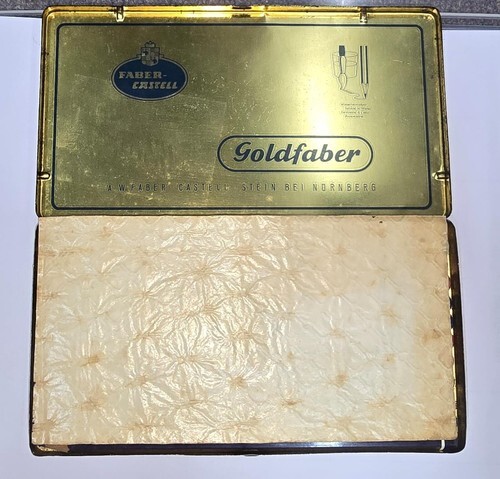 FABER-
CASTELL
Goldfaber
A.W. FABER-CASTELL STEIN BEI NÜRNBERG